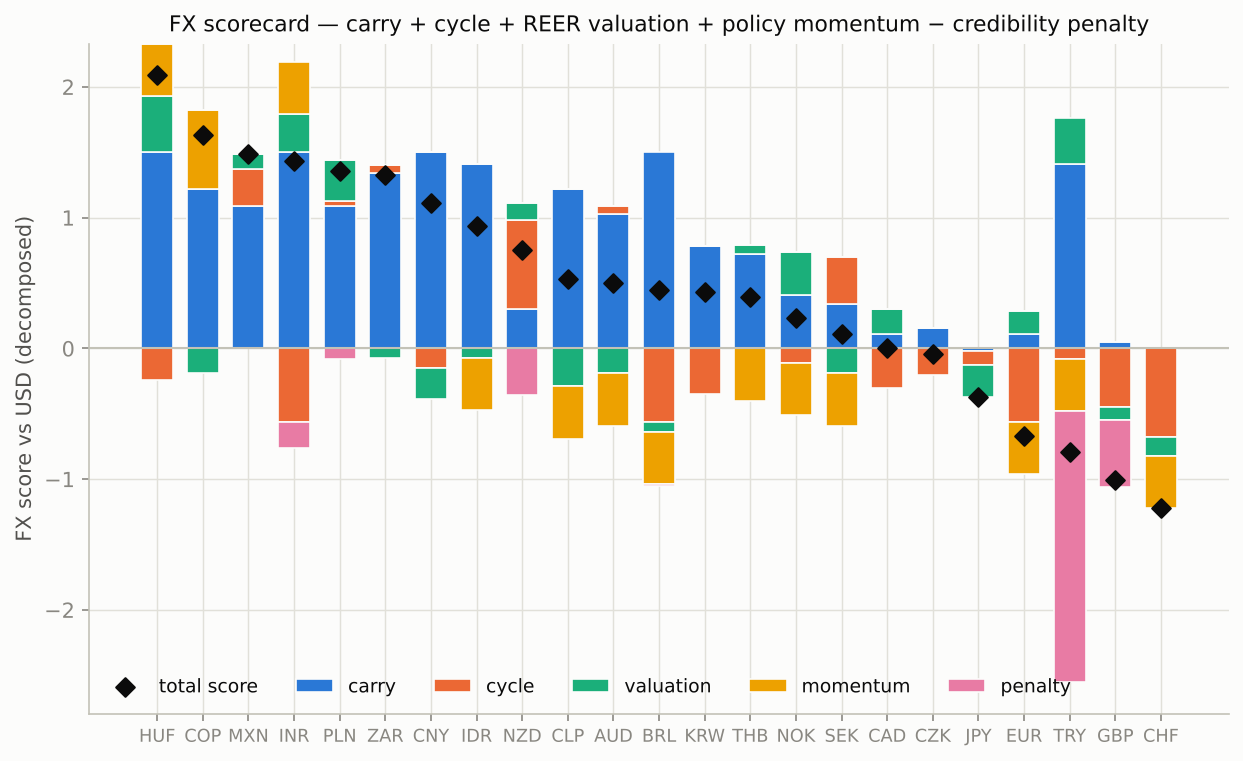 FX scorecard — carry + cycle + REER valuation + policy momentum − credibility penalty
FX score vs USD (decomposed)
2
1
0
−1
−2
total score
carry
cycle
valuation
momentum
penalty
HUF COP MXN INR PLN ZAR CNY IDR NZD CLP AUD BRL KRW THB NOK SEK CAD CZK JPY EUR TRY GBP CHF